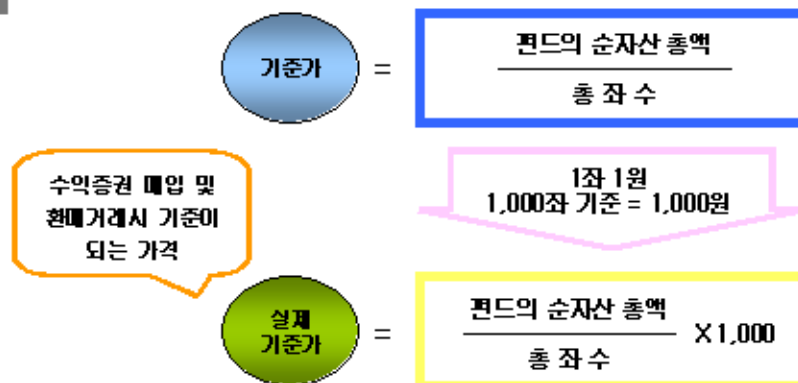 기준가
=
펀드의 순자산 총액
총 좌 수
수익증권 매입 및
환매거래시 기준이
되는 가격
1좌 1원
1,000좌 기준 = 1,000원
실제
기준가
=
펀드의 순자산 총액
X 1,000
총 좌 수